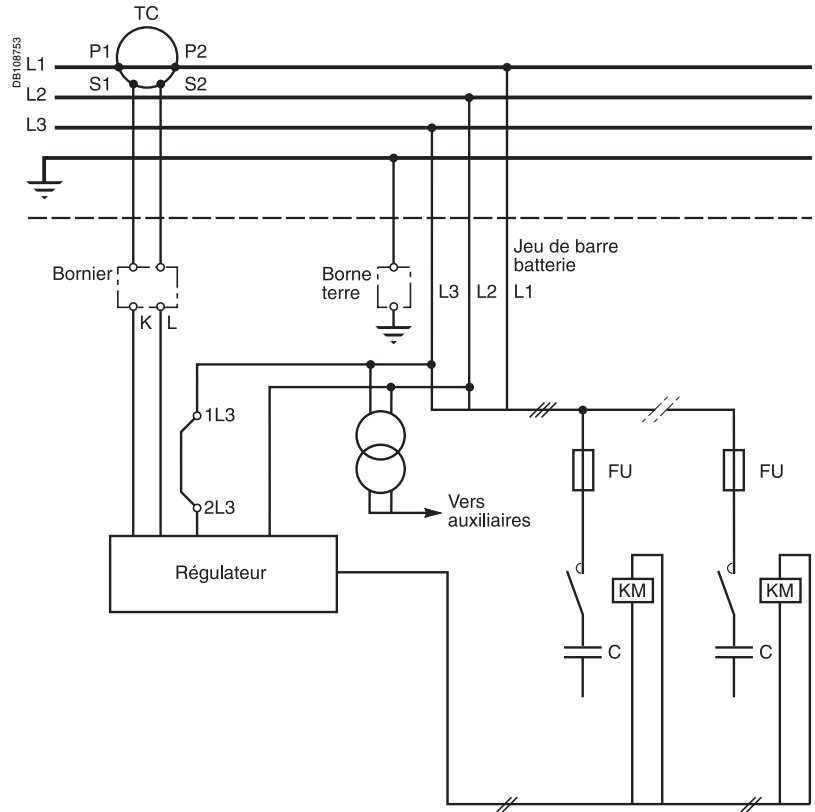 TC
P1 P2
DB108753
L1
S1 S2
L2
L3
Jeu de barre
batterie
Bornier
Borne
terre
L3 L2 L1
K L
1L3
2L3
FU
FU
Vers
auxiliaires
Régulateur
KM
KM
C
C